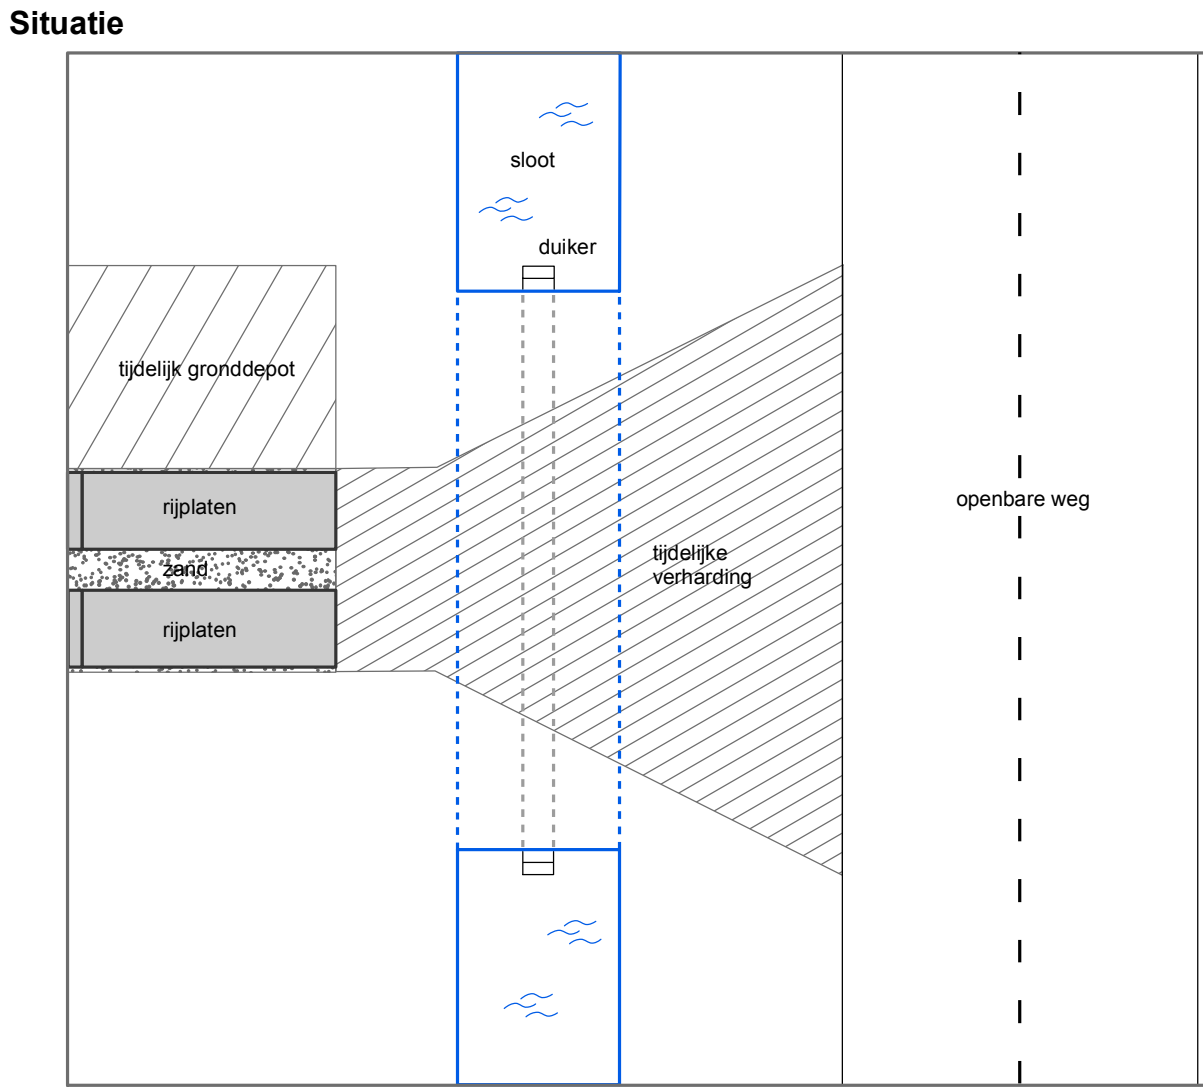 Situatie
sloot
duiker
tijdelijk gronddepot
rijplaten
openbare weg
tijdelijke
verharding
zand
rijplaten